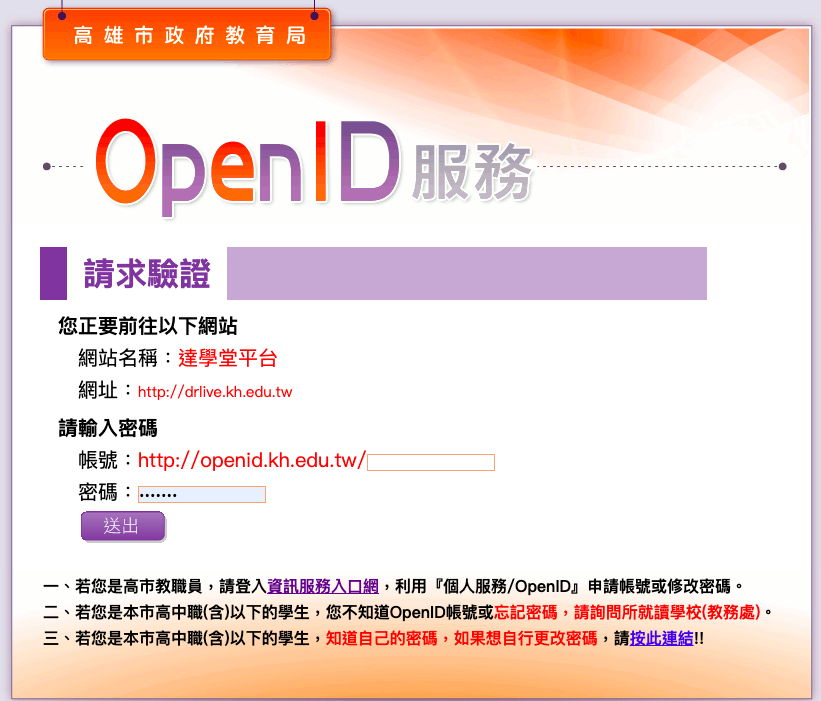 高雄市政府教育局
OpenID服務
請求驗證
您正要前往以下網站
網站名稱：達學堂平台
網址：http://drlive.kh.edu.tw
請輸入密碼
帳號：http://openid.kh.edu.tw/
密碼：•••••••
送出
一、若您是高市教職員，請登入資訊服務入口網，利用『個人服務/OpenID』申請帳號或修改密碼。
二、若您是本市高中職(含)以下的學生，您不知道OpenID帳號或忘記密碼，請詢問所就讀學校(教務處)。
三、若您是本市高中職(含)以下的學生，知道自己的密碼，如果想自行更改密碼，請按此連結!!